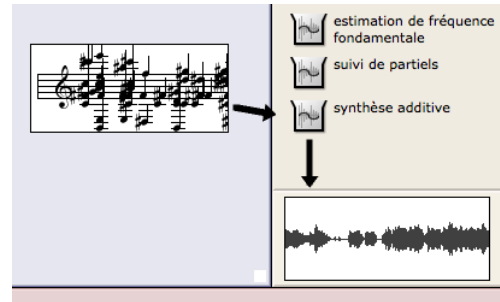 estimation de fréquence
fondamentale
suivi de partiels
synthèse additive